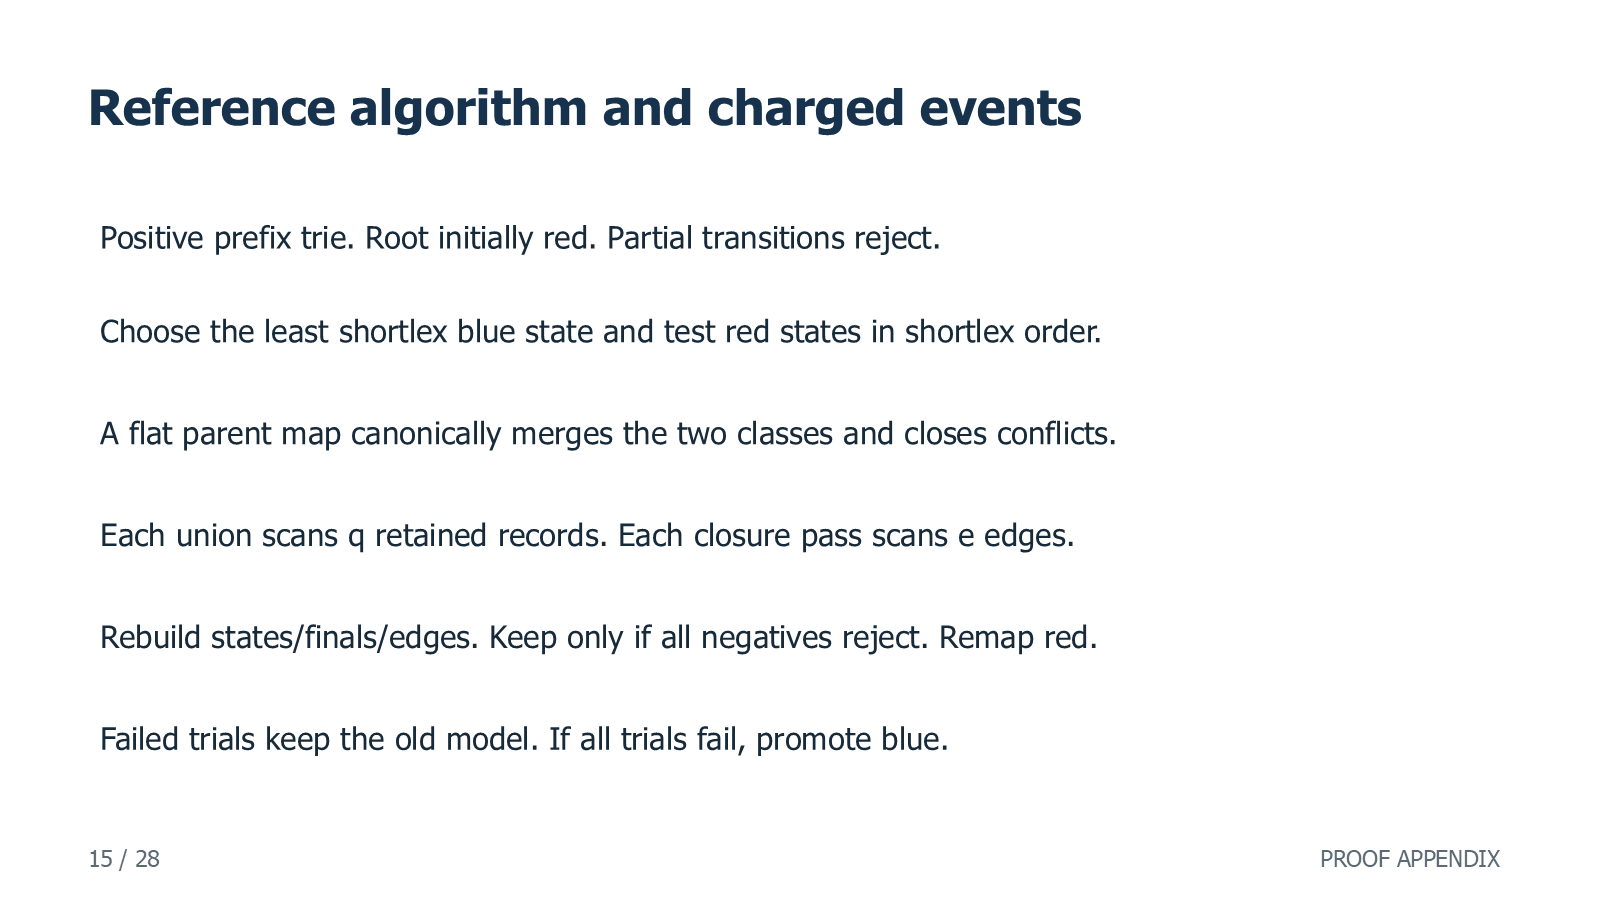 Reference algorithm and charged events
Positive prefix trie. Root initially red. Partial transitions reject.
Choose the least shortlex blue state and test red states in shortlex order.
A flat parent map canonically merges the two classes and closes conflicts.
Each union scans q retained records. Each closure pass scans e edges.
Rebuild states/finals/edges. Keep only if all negatives reject. Remap red.
Failed trials keep the old model. If all trials fail, promote blue.
15 / 28
PROOF APPENDIX